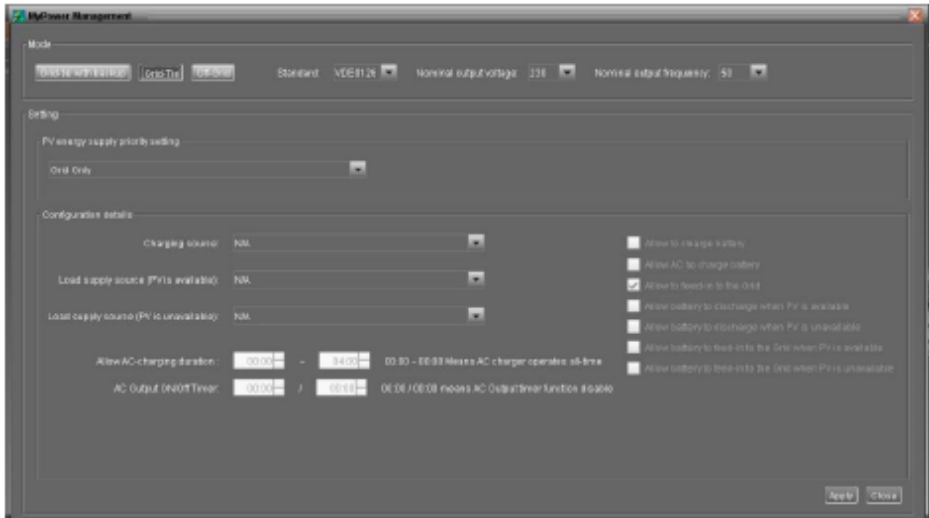 MyPower Management
Mode
Grid-tie with backup Grid-Tie Off-Grid Standard: VDE0126 Nominal output voltage: 230 Nominal output frequency: 50
Setting
PV energy supply priority setting
Grid Only
Configuration details
Charging source: N/A
Allow to charge battery
Allow AC to charge battery
Load supply source (PV is available): N/A
Allow to feed-in to the Grid
Allow battery to discharge when PV is available
Load supply source (PV is unavailable): N/A
Allow battery to discharge when PV is unavailable
Allow battery to feed-in to the Grid when PV is available
Allow AC-charging duration: 00:00 - 04:00 00:00 - 00:00 Means AC charger operates all-time
Allow battery to feed-in to the Grid when PV is unavailable
AC Output ON/Off Timer: 00:00 / 00:00 00:00 / 00:00 means AC Output timer function disable
Apply Close